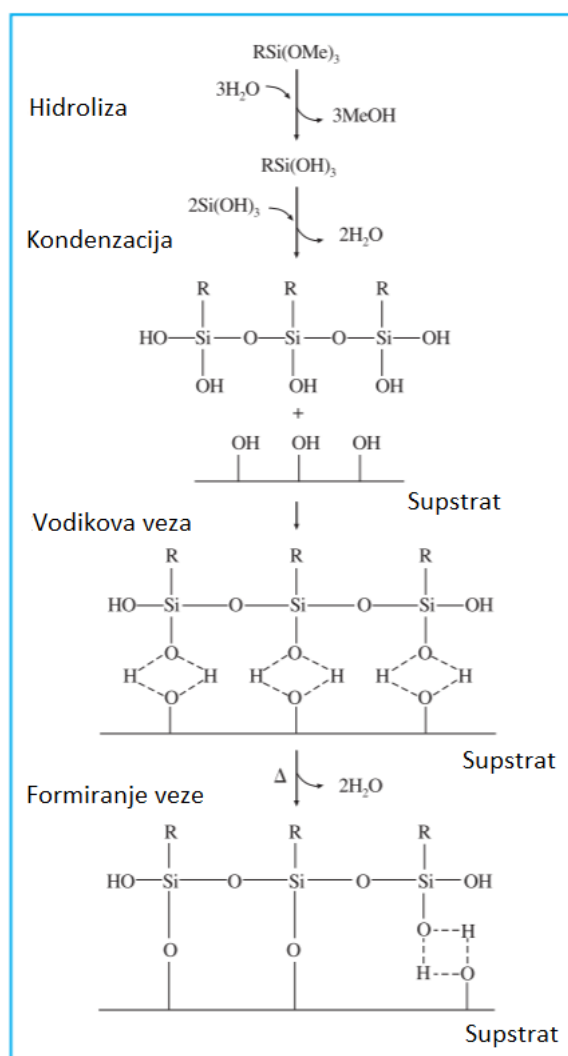 RSi(OMe)₃
3H₂O
Hidroliza
3MeOH
RSi(OH)₃
2Si(OH)₃
Kondenzacija
2H₂O
R R R
HO—Si—O—Si—O—Si—OH
OH OH OH
+
OH OH OH
Supstrat
Vodikova veza
R R R
HO—Si—O—Si—O—Si—OH
O O O
H H H H H H
O O O
Supstrat
Δ 2H₂O
Formiranje veze
R R R
HO—Si—O—Si—O—Si—OH
O---H
O O
H---O
Supstrat